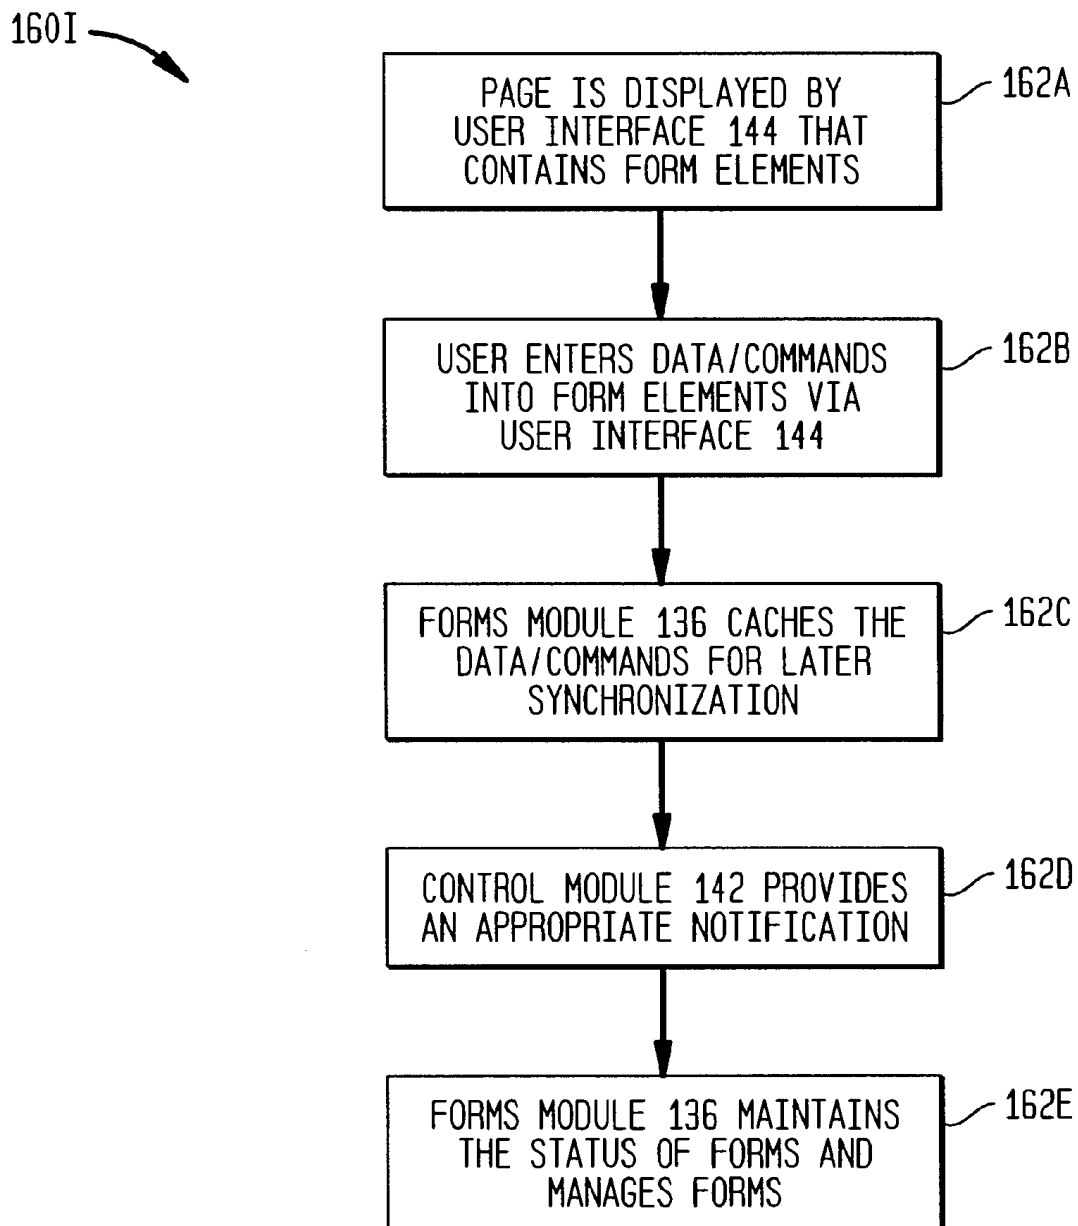 160I
PAGE IS DISPLAYED BY
USER INTERFACE 144 THAT
CONTAINS FORM ELEMENTS
162A
USER ENTERS DATA/COMMANDS
INTO FORM ELEMENTS VIA
USER INTERFACE 144
162B
FORMS MODULE 136 CACHES THE
DATA/COMMANDS FOR LATER
SYNCHRONIZATION
162C
CONTROL MODULE 142 PROVIDES
AN APPROPRIATE NOTIFICATION
162D
FORMS MODULE 136 MAINTAINS
THE STATUS OF FORMS AND
MANAGES FORMS
162E